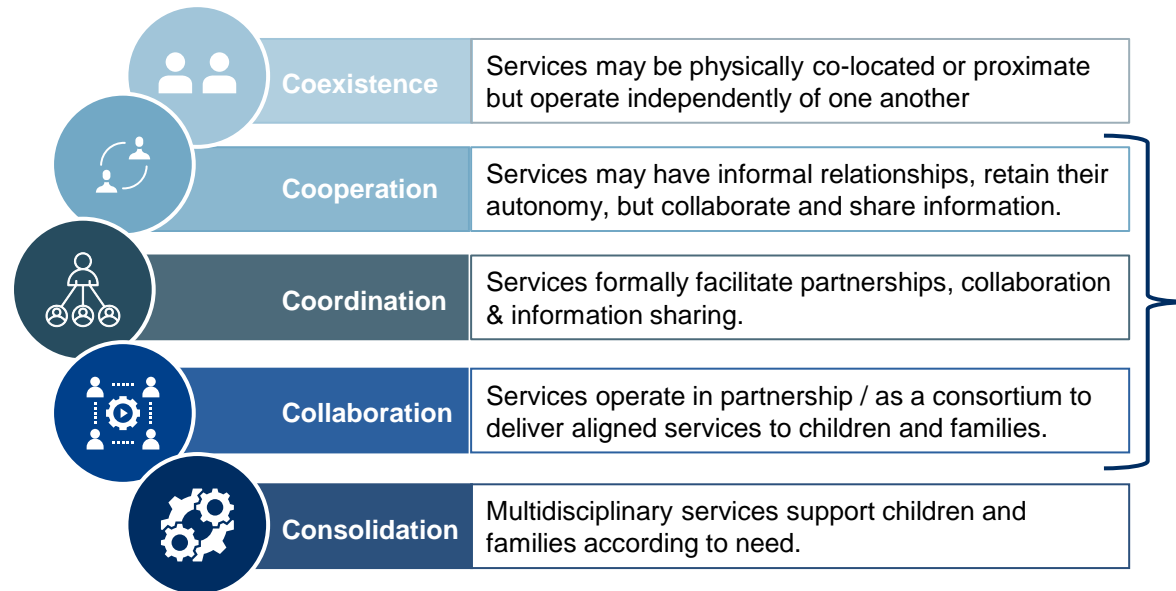 Coexistence
Services may be physically co-located or proximate
but operate independently of one another
Cooperation
Services may have informal relationships, retain their
autonomy, but collaborate and share information.
Coordination
Services formally facilitate partnerships, collaboration
& information sharing.
Collaboration
Services operate in partnership / as a consortium to
deliver aligned services to children and families.
Consolidation
Multidisciplinary services support children and
families according to need.